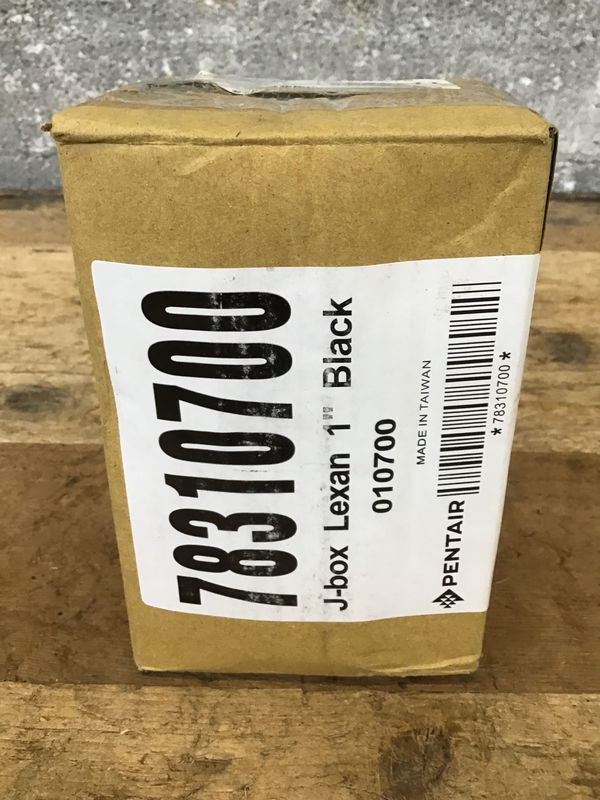 78310700
J-box Lexan 1" Black
010700
MADE IN TAIWAN
PENTAIR
*78310700*